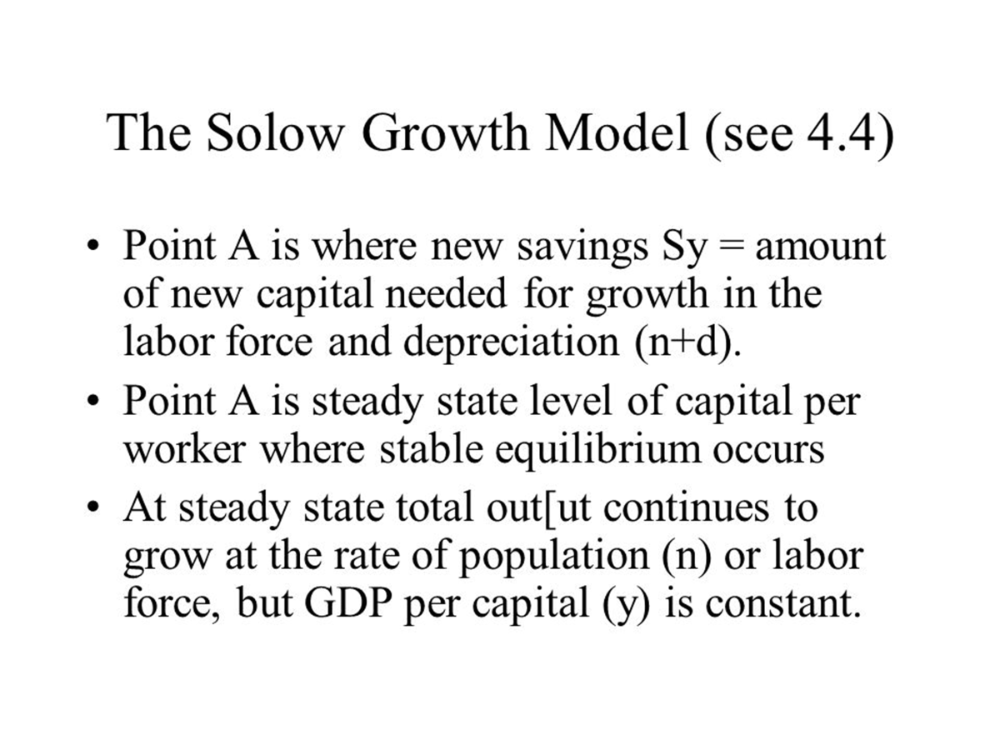 The Solow Growth Model (see 4.4)
• Point A is where new savings Sy = amount
of new capital needed for growth in the
labor force and depreciation (n+d).
• Point A is steady state level of capital per
worker where stable equilibrium occurs
• At steady state total out[ut continues to
grow at the rate of population (n) or labor
force, but GDP per capital (y) is constant.